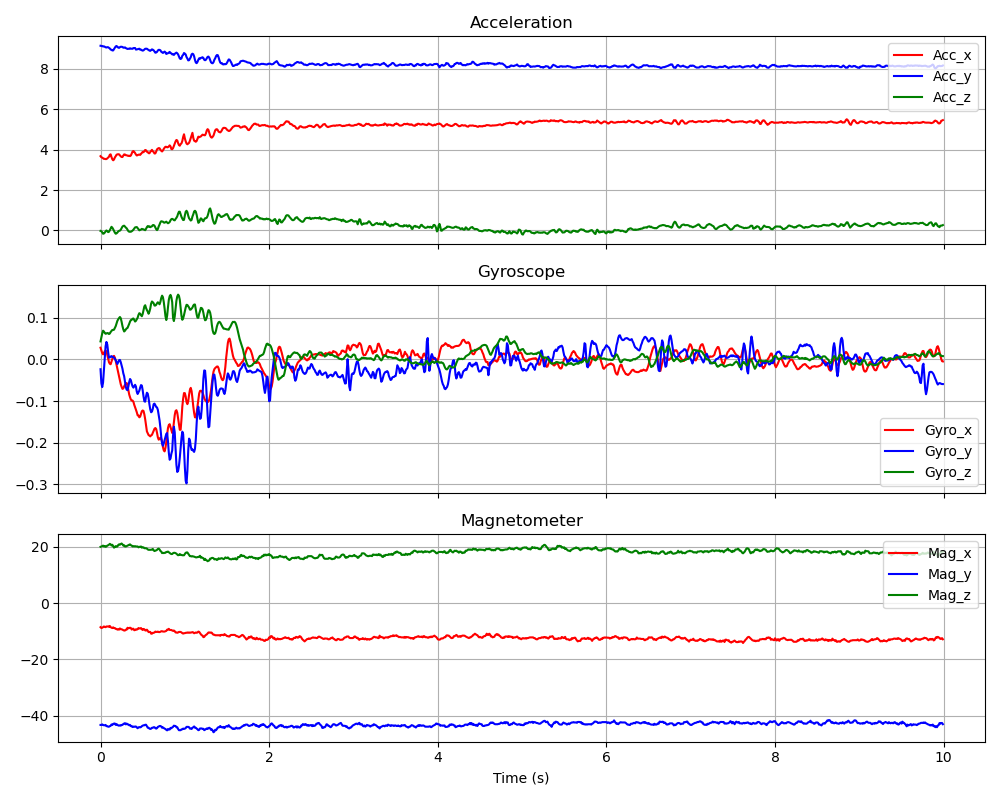 Acceleration
8
6
4
2
0
Acc_x
Acc_y
Acc_z
Gyroscope
0.1
0.0
−0.1
−0.2
−0.3
Gyro_x
Gyro_y
Gyro_z
Magnetometer
20
0
−20
−40
Mag_x
Mag_y
Mag_z
0 2 4 6 8 10
Time (s)